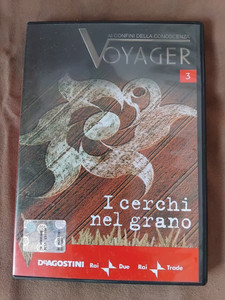 AI CONFINI DELLA CONOSCENZA
VOYAGER
3
I cerchi
nel grano
DeAGOSTINI Rai Due Rai Trade